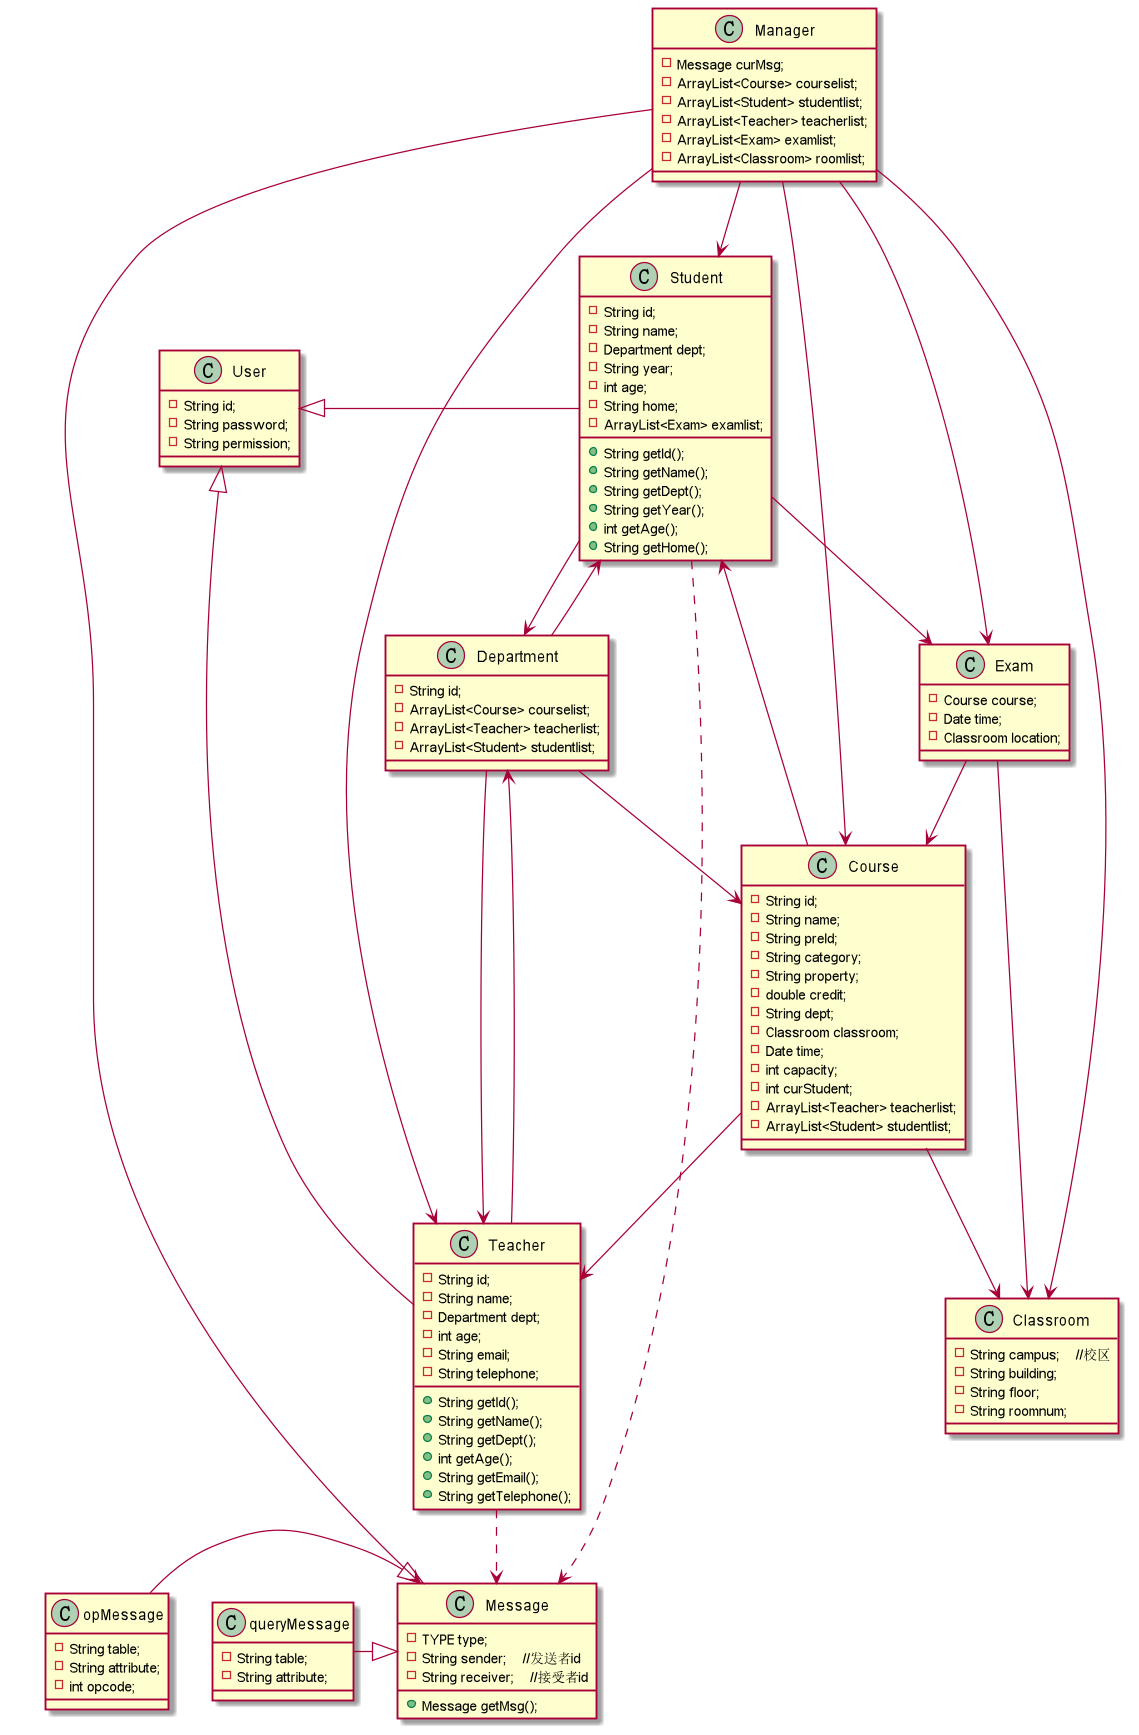 C Manager
Message curMsg;
ArrayList<Course> courselist;
ArrayList<Student> studentlist;
ArrayList<Teacher> teacherlist;
ArrayList<Exam> examlist;
ArrayList<Classroom> roomlist;
C Student
String id;
String name;
Department dept;
String year;
int age;
String home;
ArrayList<Exam> examlist;
String getId();
String getName();
String getDept();
String getYear();
int getAge();
String getHome();
C User
String id;
String password;
String permission;
C Department
String id;
ArrayList<Course> courselist;
ArrayList<Teacher> teacherlist;
ArrayList<Student> studentlist;
C Exam
Course course;
Date time;
Classroom location;
C Course
String id;
String name;
String preId;
String category;
String property;
double credit;
String dept;
Classroom classroom;
Date time;
int capacity;
int curStudent;
ArrayList<Teacher> teacherlist;
ArrayList<Student> studentlist;
C Teacher
String id;
String name;
Department dept;
int age;
String email;
String telephone;
String getId();
String getName();
String getDept();
int getAge();
String getEmail();
String getTelephone();
C Classroom
String campus; //校区
String building;
String floor;
String roomnum;
C opMessage
String table;
String attribute;
int opcode;
C queryMessage
String table;
String attribute;
C Message
TYPE type;
String sender; //发送者id
String receiver; //接受者id
Message getMsg();